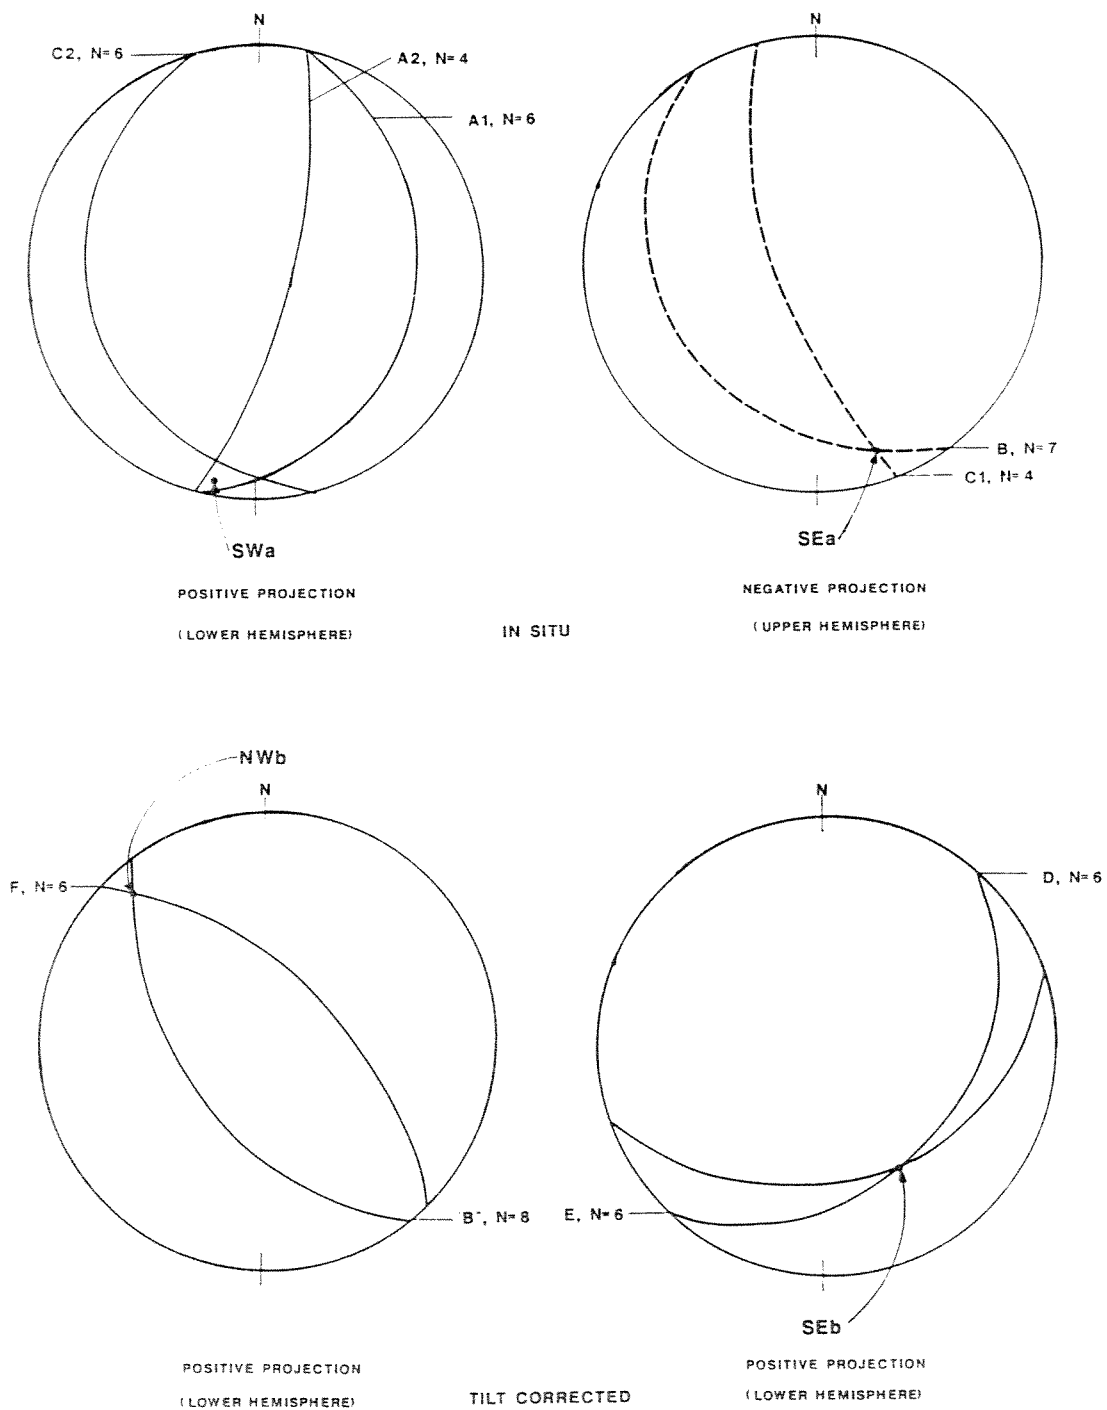 N
N
C2, N=6
A2, N=4
A1, N=6
B, N=7
C1, N=4
SWa
SEa
POSITIVE PROJECTION
(LOWER HEMISPHERE)
NEGATIVE PROJECTION
(UPPER HEMISPHERE)
IN SITU
NWb
N
N
F, N=6
D, N=6
"B", N=8
E, N=6
SEb
POSITIVE PROJECTION
(LOWER HEMISPHERE)
POSITIVE PROJECTION
(LOWER HEMISPHERE)
TILT CORRECTED